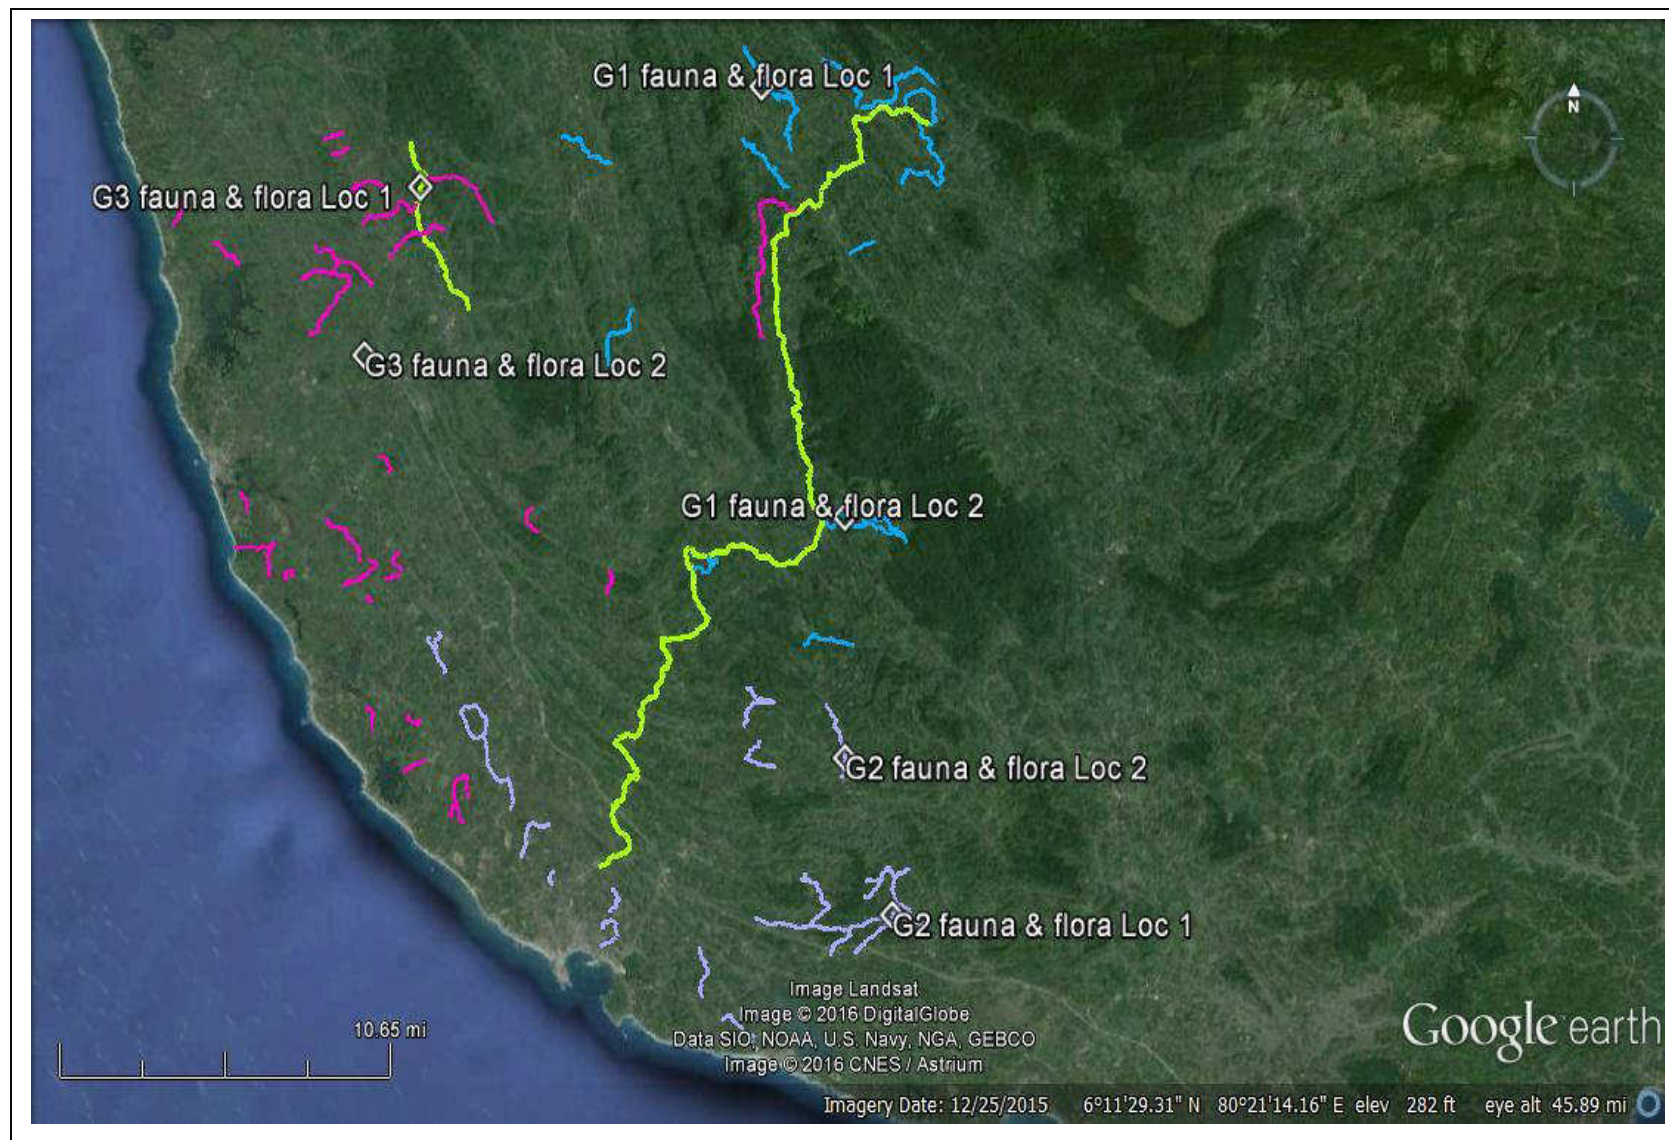 G1 fauna & flora Loc 1
N
G3 fauna & flora Loc 1
G3 fauna & flora Loc 2
G1 fauna & flora Loc 2
G2 fauna & flora Loc 2
G2 fauna & flora Loc 1
10.65 mi
Image Landsat
Image © 2016 DigitalGlobe
Data SIO, NOAA, U.S. Navy, NGA, GEBCO
Image © 2016 CNES / Astrium
Google earth
Imagery Date: 12/25/2015 6°11'29.31" N 80°21'14.16" E elev 282 ft eye alt 45.89 mi